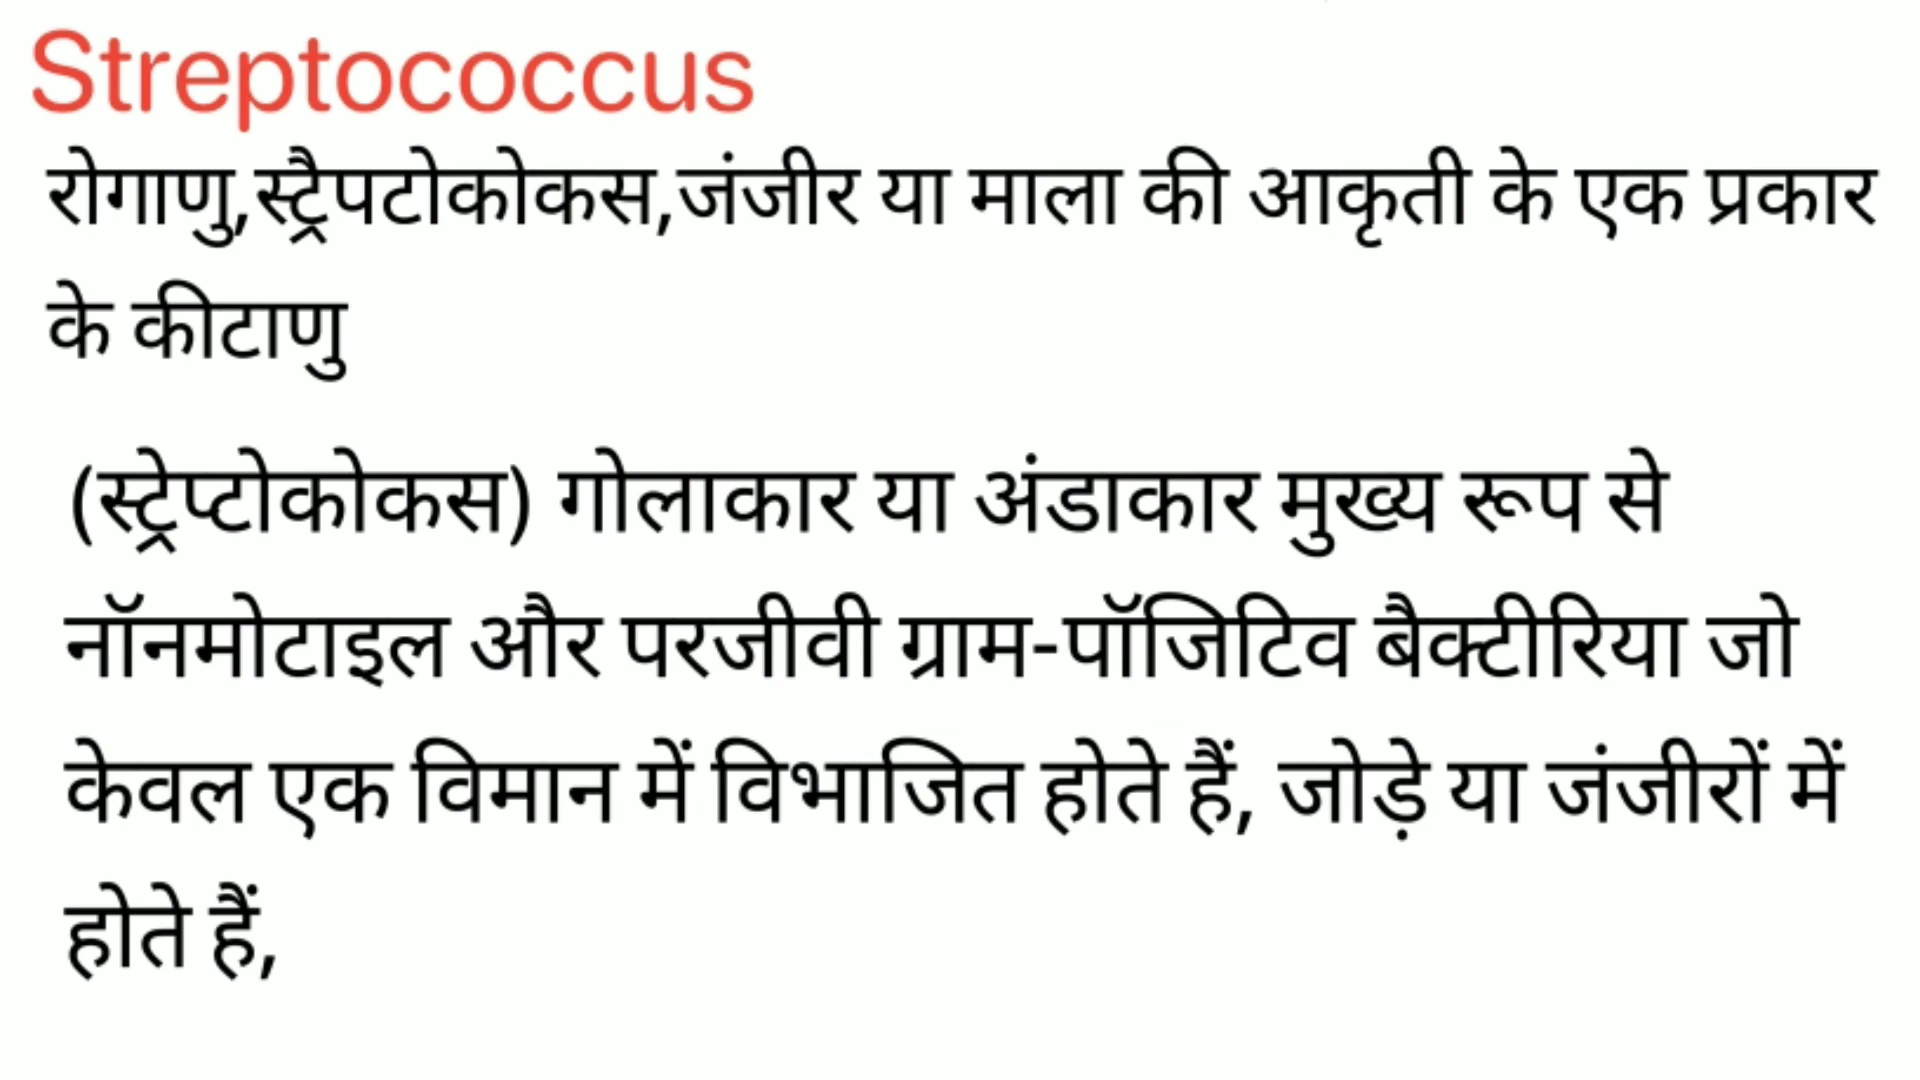 Streptococcus
रोगाणु,स्ट्रैपटोकोकस,जंजीर या माला की आकृती के एक प्रकार
के कीटाणु
(स्ट्रेप्टोकोकस) गोलाकार या अंडाकार मुख्य रूप से
नॉनमोटाइल और परजीवी ग्राम-पॉजिटिव बैक्टीरिया जो
केवल एक विमान में विभाजित होते हैं, जोड़े या जंजीरों में
होते हैं,